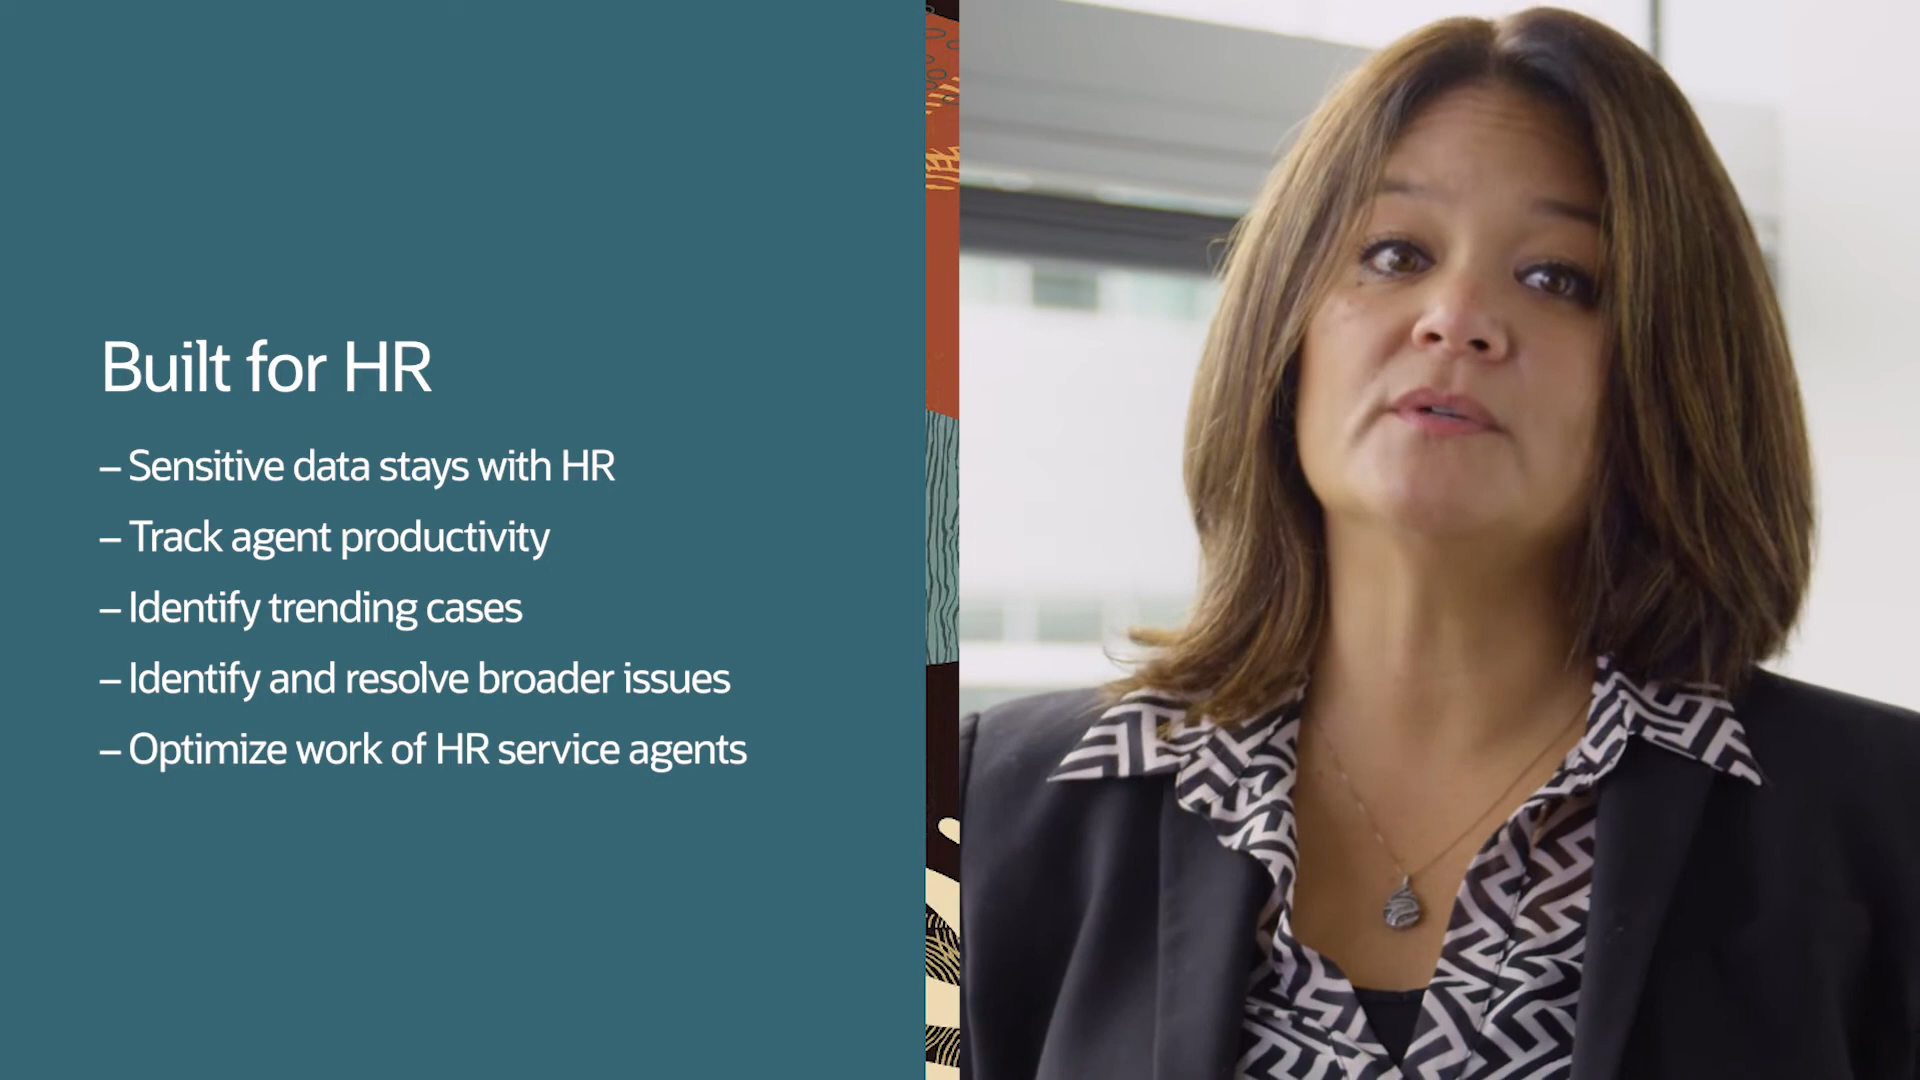 Built for HR
– Sensitive data stays with HR
– Track agent productivity
– Identify trending cases
– Identify and resolve broader issues
– Optimize work of HR service agents